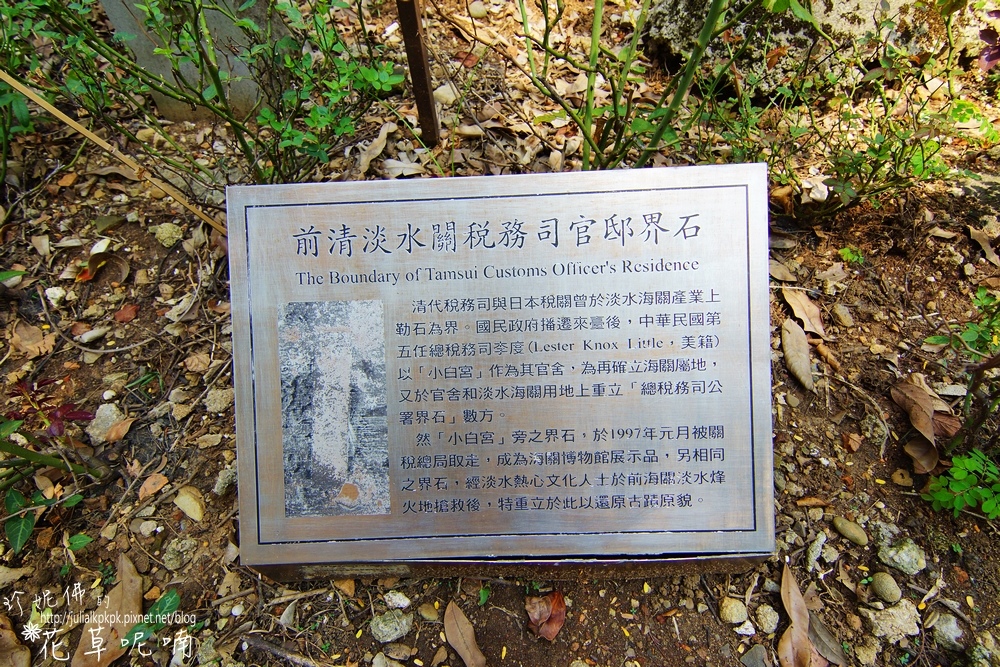 前清淡水關稅務司官邸界石
The Boundary of Tamsui Customs Officer's Residence
清代稅務司與日本稅關曾於淡水海關產業上
勒石為界。國民政府播遷來臺後，中華民國第
五任總稅務司李度(Lester Knox Little，美籍)
以「小白宮」作為其官舍，為再確立海關屬地，
又於官舍和淡水海關用地上重立「總稅務司公
署界石」數方。
然「小白宮」旁之界石，於1997年元月被關
稅總局取走，成為海關博物館展示品，另相同
之界石，經淡水熱心文化人士於前海關淡水烽
火地搶救後，特重立於此以還原古蹟原貌。
珍妮佛的
http://julialkpkpk.pixnet.net/blog
花草呢喃